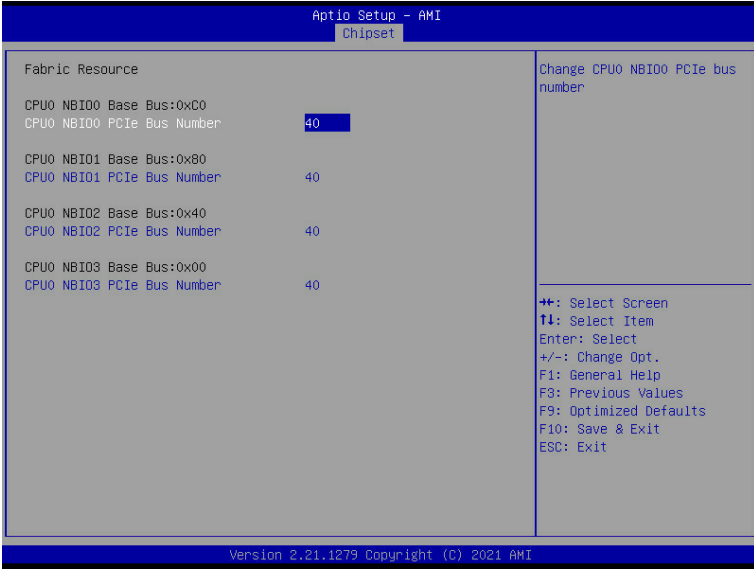 Aptio Setup – AMI
Chipset
Fabric Resource
CPU0 NBIO0 Base Bus:0xC0
CPU0 NBIO0 PCIe Bus Number 40
CPU0 NBIO1 Base Bus:0x80
CPU0 NBIO1 PCIe Bus Number 40
CPU0 NBIO2 Base Bus:0x40
CPU0 NBIO2 PCIe Bus Number 40
CPU0 NBIO3 Base Bus:0x00
CPU0 NBIO3 PCIe Bus Number 40
Change CPU0 NBIO0 PCIe bus
number
→←: Select Screen
↑↓: Select Item
Enter: Select
+/-: Change Opt.
F1: General Help
F3: Previous Values
F9: Optimized Defaults
F10: Save & Exit
ESC: Exit
Version 2.21.1279 Copyright (C) 2021 AMI